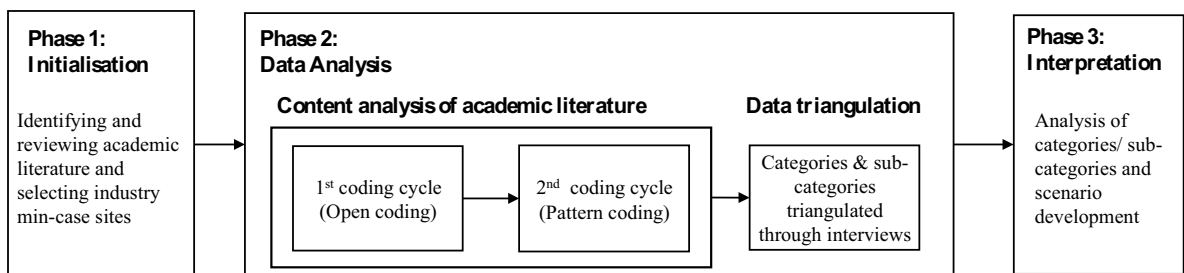 Phase 1:
Initialisation
Identifying and
reviewing academic
literature and
selecting industry
min-case sites
Phase 2:
Data Analysis
Content analysis of academic literature
1st coding cycle
(Open coding)
2nd coding cycle
(Pattern coding)
Data triangulation
Categories & sub-
categories
triangulated
through interviews
Phase 3:
Interpretation
Analysis of
categories/ sub-
categories and
scenario
development